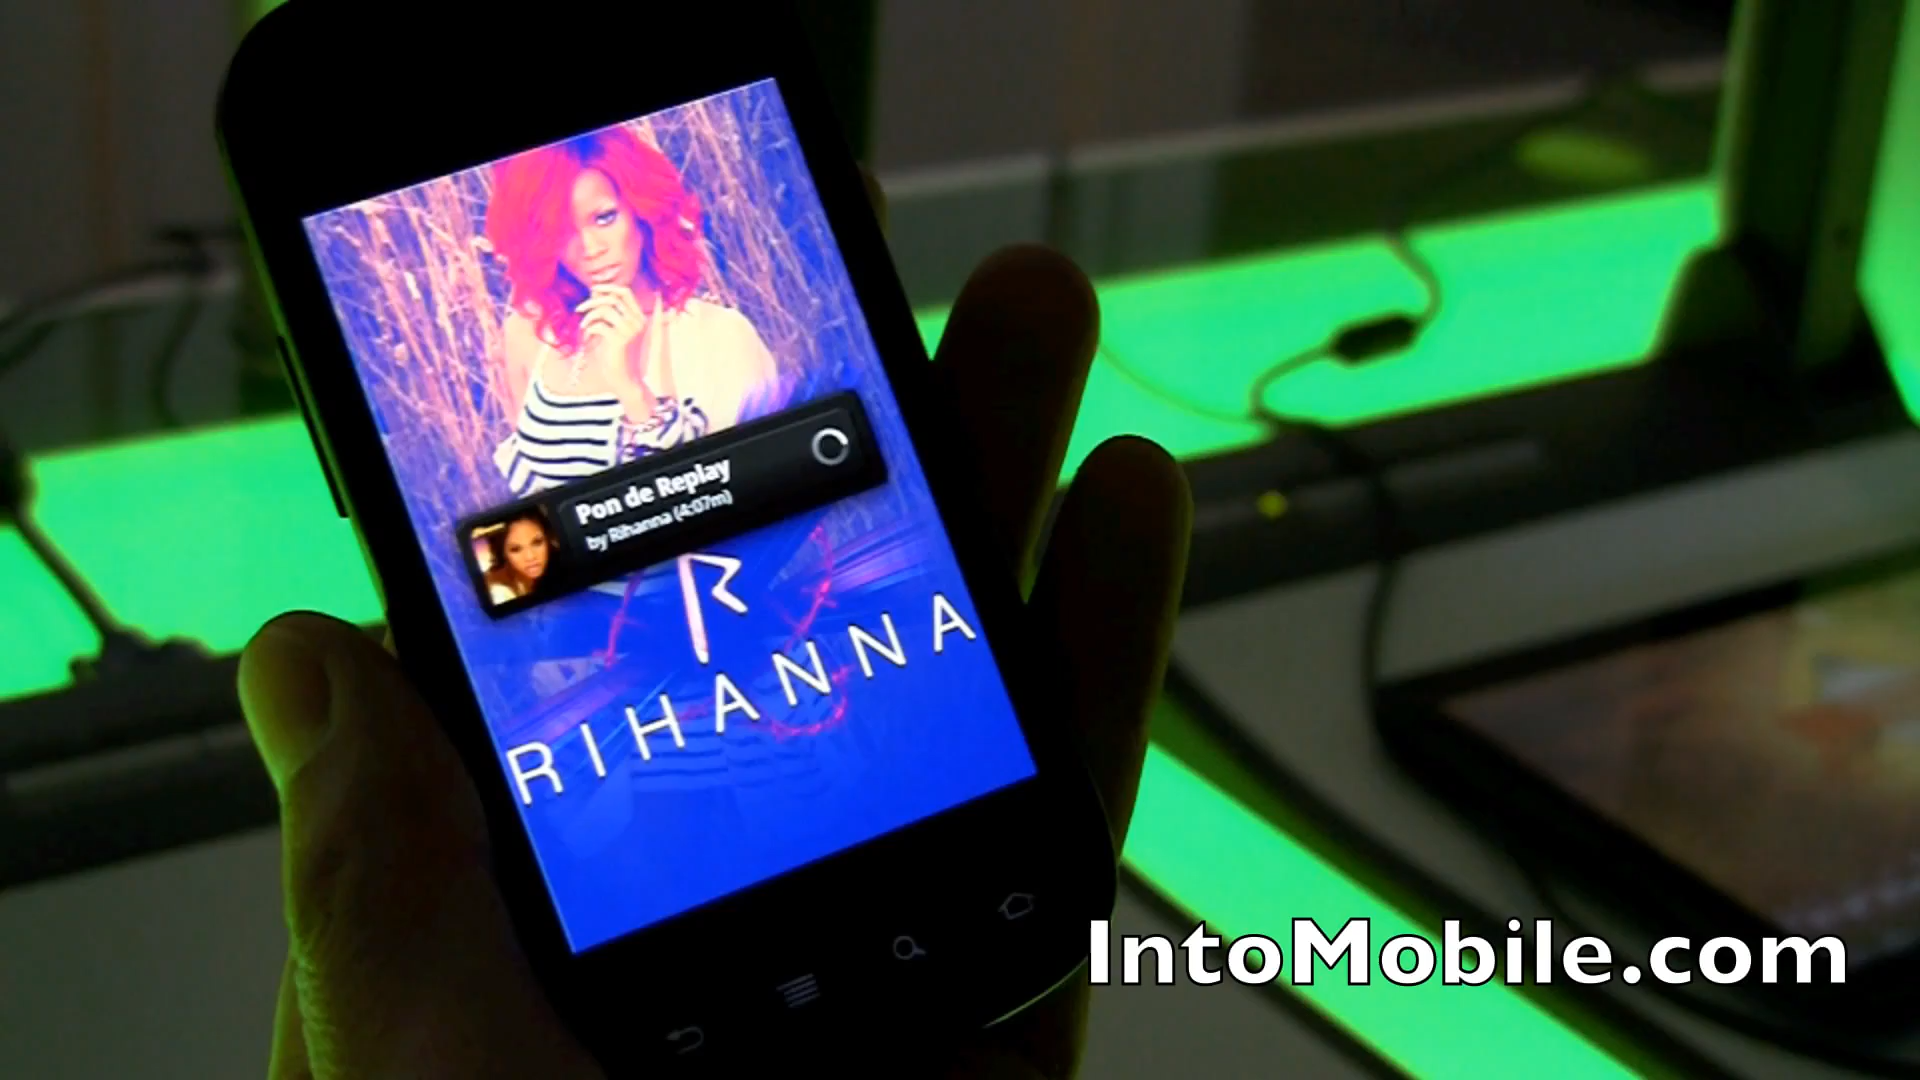 Pon de Replay
by Rihanna (4:07m)
R
RIHANNA
IntoMobile.com